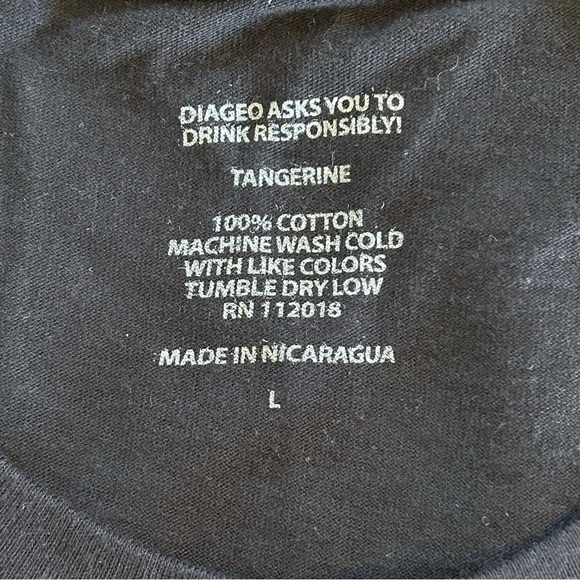 DIAGEO ASKS YOU TO
DRINK RESPONSIBLY!
TANGERINE
100% COTTON
MACHINE WASH COLD
WITH LIKE COLORS
TUMBLE DRY LOW
RN 112018
MADE IN NICARAGUA
L